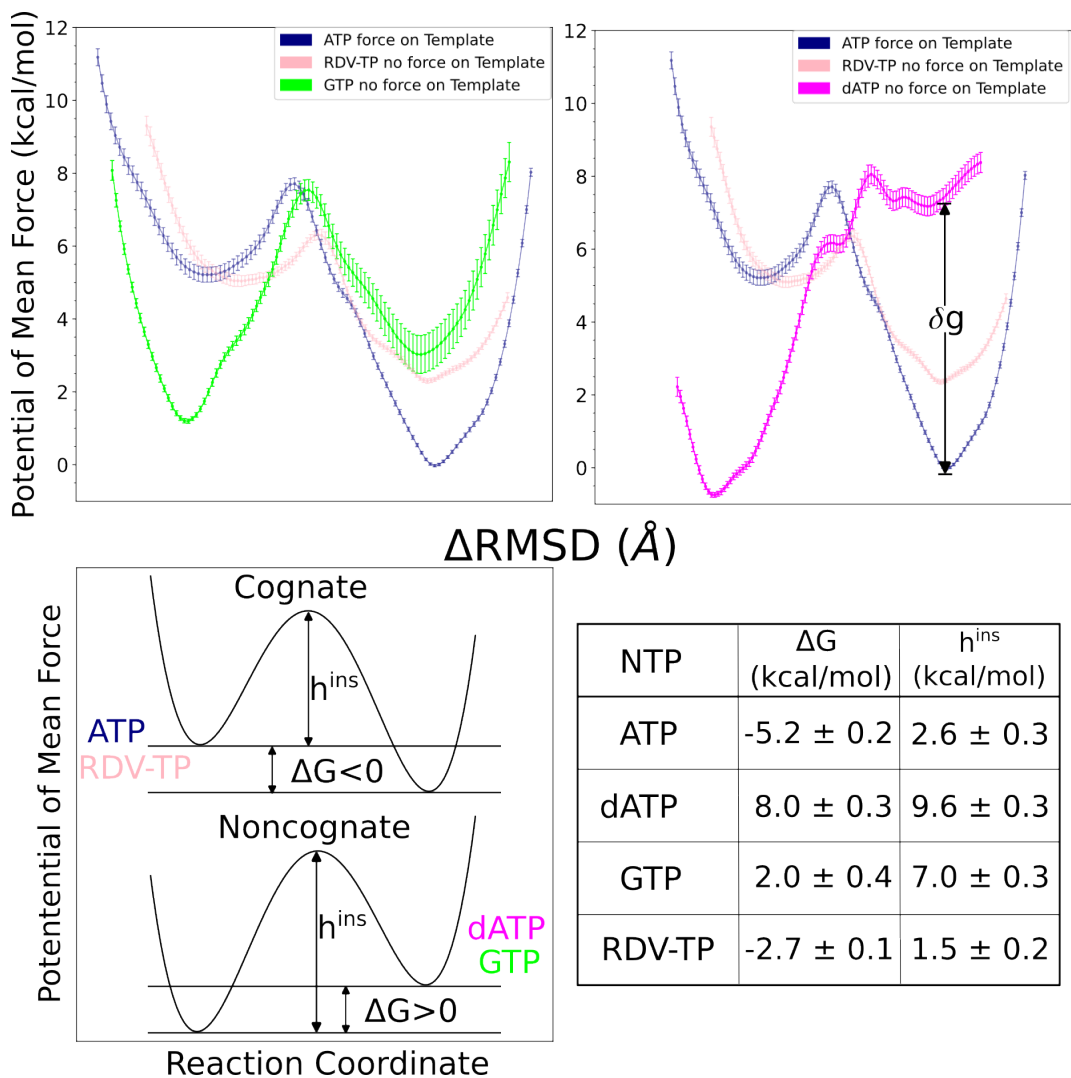 Potential of Mean Force (kcal/mol)
12
10
8
6
4
2
0
ATP force on Template
RDV-TP no force on Template
GTP no force on Template
12
10
8
6
4
2
0
ATP force on Template
RDV-TP no force on Template
dATP no force on Template
δg
ΔRMSD (Å)
Potetential of Mean Force
Cognate
h^ins
ATP
RDV-TP
ΔG<0
Noncognate
h^ins
dATP
GTP
ΔG>0
Reaction Coordinate
NTP ΔG (kcal/mol) h^ins (kcal/mol)
ATP -5.2 ± 0.2 2.6 ± 0.3
dATP 8.0 ± 0.3 9.6 ± 0.3
GTP 2.0 ± 0.4 7.0 ± 0.3
RDV-TP -2.7 ± 0.1 1.5 ± 0.2